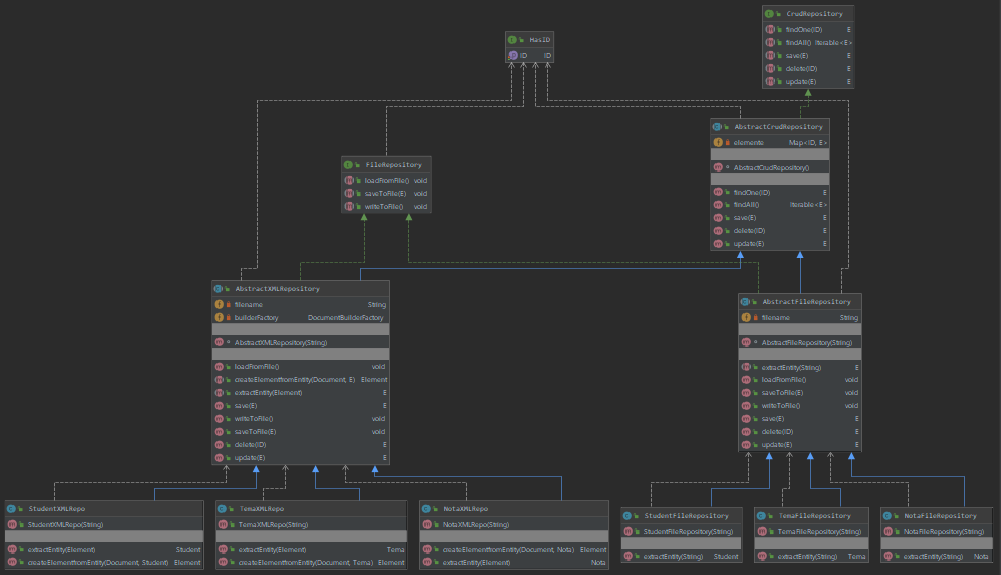 CrudRepository
findOne(ID) E
findAll() Iterable<E>
save(E) E
delete(ID) E
update(E) E
HasID
ID ID
AbstractCrudRepository
elemente Map<ID, E>
AbstractCrudRepository()
findOne(ID) E
findAll() Iterable<E>
save(E) E
delete(ID) E
update(E) E
FileRepository
loadFromFile() void
saveToFile(E) void
writeToFile() void
AbstractXMLRepository
filename String
builderFactory DocumentBuilderFactory
AbstractXMLRepository(String)
loadFromFile() void
createElementfromEntity(Document, E) Element
extractEntity(Element) E
save(E) E
writeToFile() void
saveToFile(E) void
delete(ID) E
update(E) E
AbstractFileRepository
filename String
AbstractFileRepository(String)
extractEntity(String) E
loadFromFile() void
saveToFile(E) void
writeToFile() void
save(E) E
delete(ID) E
update(E) E
StudentXMLRepo
StudentXMLRepo(String)
extractEntity(Element) Student
createElementfromEntity(Document, Student) Element
TemaXMLRepo
TemaXMLRepo(String)
extractEntity(Element) Tema
createElementfromEntity(Document, Tema) Element
NotaXMLRepo
NotaXMLRepo(String)
createElementfromEntity(Document, Nota) Element
extractEntity(Element) Nota
StudentFileRepository
StudentFileRepository(String)
extractEntity(String) Student
TemaFileRepository
TemaFileRepository(String)
extractEntity(String) Tema
NotaFileRepository
NotaFileRepository(String)
extractEntity(String) Nota